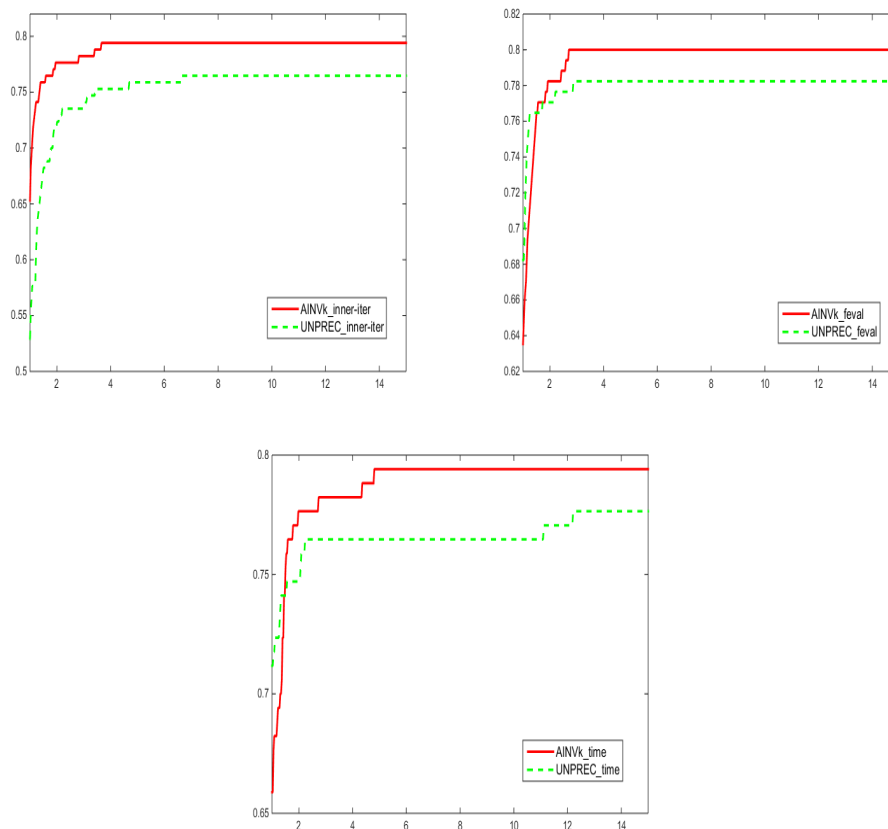 0.8
0.75
0.7
0.65
0.6
0.55
0.5
2 4 6 8 10 12 14
AINVk_inner-iter
UNPREC_inner-iter
0.82
0.8
0.78
0.76
0.74
0.72
0.7
0.68
0.66
0.64
0.62
2 4 6 8 10 12 14
AINVk_feval
UNPREC_feval
0.8
0.75
0.7
0.65
2 4 6 8 10 12 14
AINVk_time
UNPREC_time